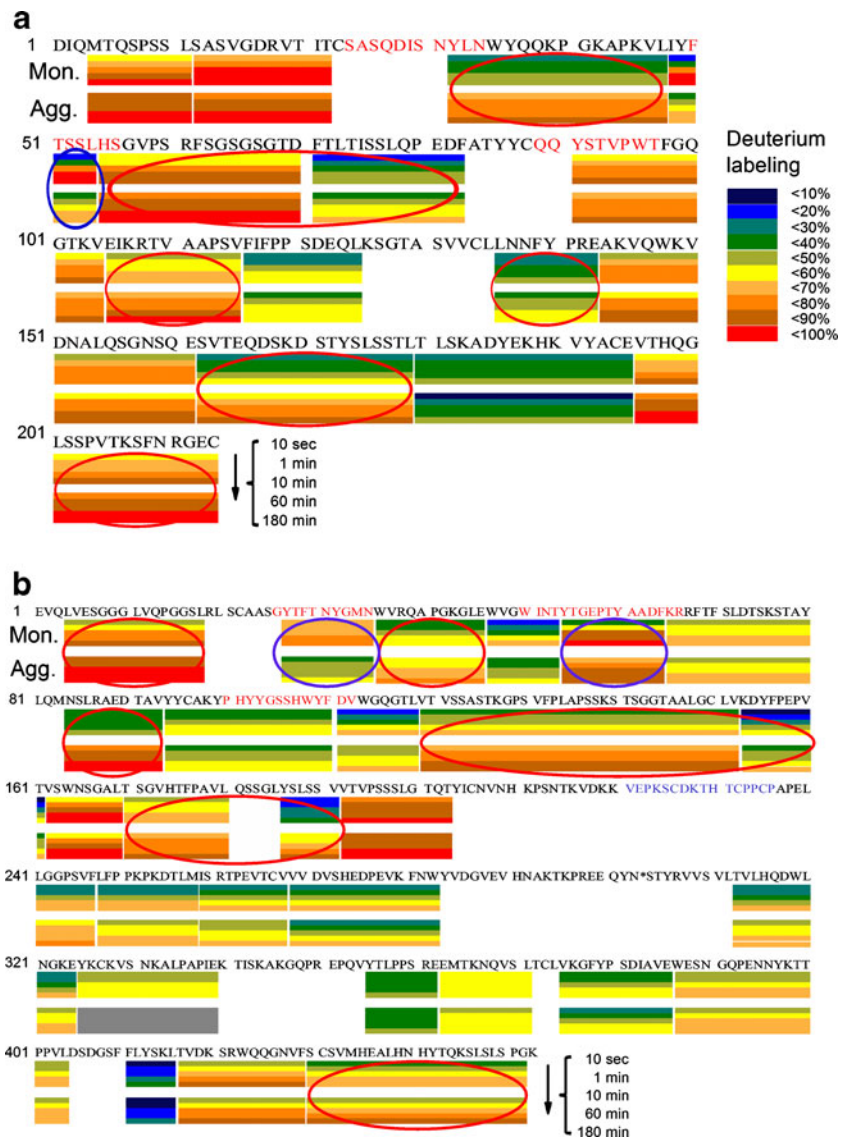 a
1 DIQMTQSPSS LSASVGDRVT ITCSASQDIS NYLNWYQQKP GKAPKVLIYF
Mon.
Agg.
51 TSSLHSGVPS RFSGSGSGTD FTLTISSLQP EDFATYYCQQ YSTVPWTFGQ
101 GTKVEIKRTV AAPSVFIFPP SDEQLKSGTA SVVCLLNNFY PREAKVQWKV
151 DNALQSGNSQ ESVTEQDSKD STYSLSSTLT LSKADYEKHK VYACEVTHQG
201 LSSPVTKSFN RGEC
10 sec
1 min
10 min
60 min
180 min
Deuterium
labeling
<10%
<20%
<30%
<40%
<50%
<60%
<70%
<80%
<90%
<100%
b
1 EVQLVESGGG LVQPGGSLRL SCAASGYTFT NYGMNWVRQA PGKGLEWVGW INTYTGEPTY AADFKRRFTF SLDTSKSTAY
Mon.
Agg.
81 LQMNSLRAED TAVYYCAKYP HYYGSSHWYF DVWGQGTLVT VSSASTKGPS VFPLAPSSKS TSGGTAALGC LVKDYFPEPV
161 TVSWNSGALT SGVHTFPAVL QSSGLYSLSS VVTVPSSSLG TQTYICNVNH KPSNTKVDKK VEPKSCDKTH TCPPCPAPEL
241 LGGPSVFLFP PKPKDTLMIS RTPEVTCVVV DVSHEDPEVK FNWYVDGVEV HNAKTKPREE QYN*STYRVVS VLTVLHQDWL
321 NGKEYKCKVS NKALPAPIEK TISKAKGQPR EPQVYTLPPS REEMTKNQVS LTCLVKGFYP SDIAVEWESN GQPENNYKTT
401 PPVLDSDGSF FLYSKLTVDK SRWQQGNVFS CSVMHEALHN HYTQKSLSLS PGK
10 sec
1 min
10 min
60 min
180 min